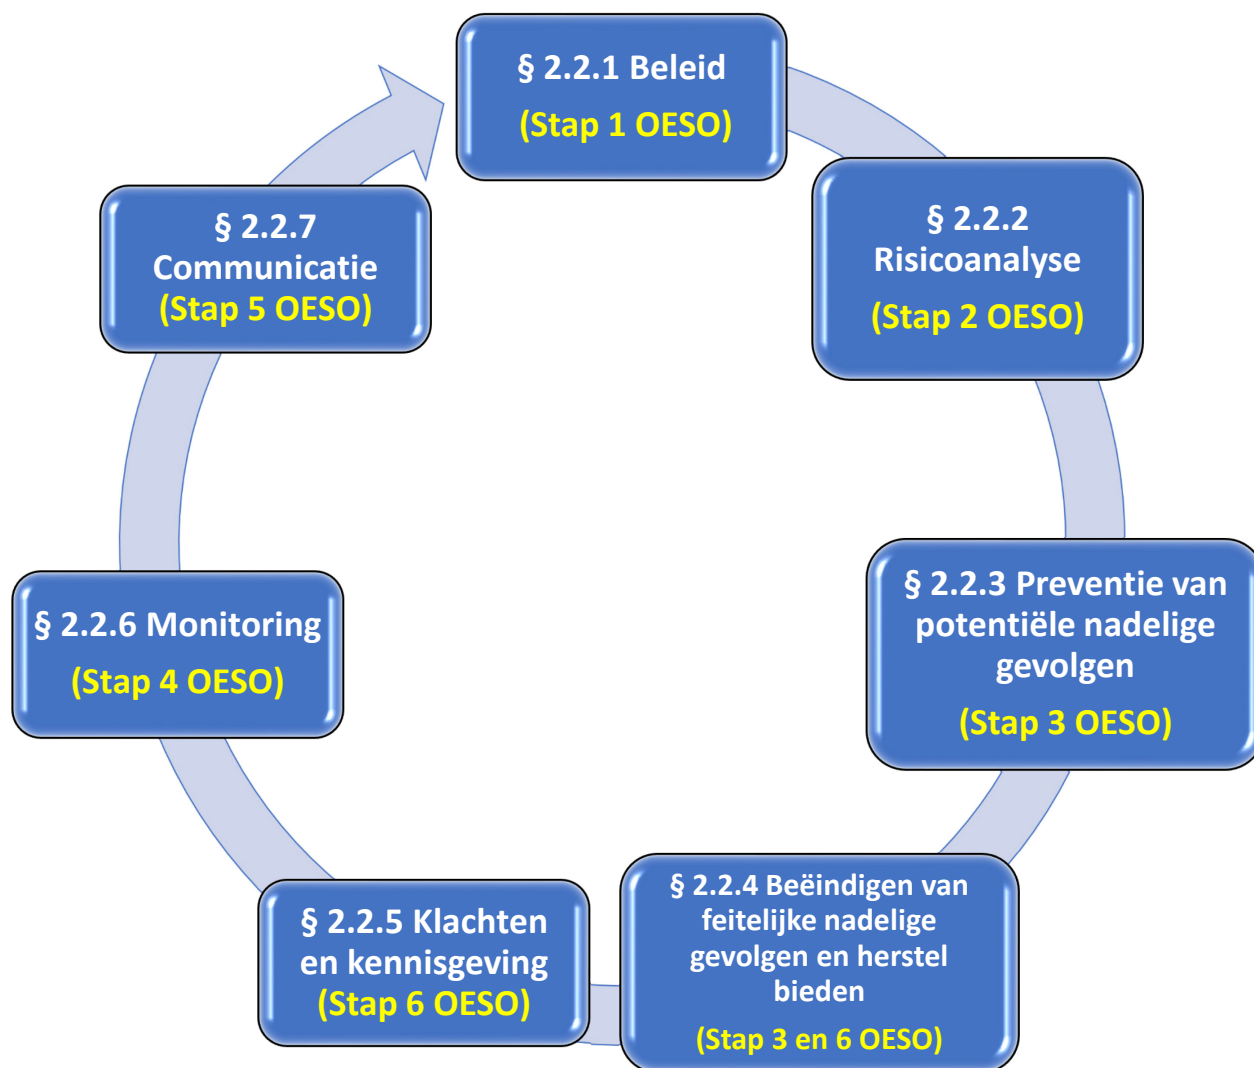 § 2.2.1 Beleid
(Stap 1 OESO)
§ 2.2.2
Risicoanalyse
(Stap 2 OESO)
§ 2.2.3 Preventie van
potentiële nadelige
gevolgen
(Stap 3 OESO)
§ 2.2.4 Beëindigen van
feitelijke nadelige
gevolgen en herstel
bieden
(Stap 3 en 6 OESO)
§ 2.2.5 Klachten
en kennisgeving
(Stap 6 OESO)
§ 2.2.6 Monitoring
(Stap 4 OESO)
§ 2.2.7
Communicatie
(Stap 5 OESO)